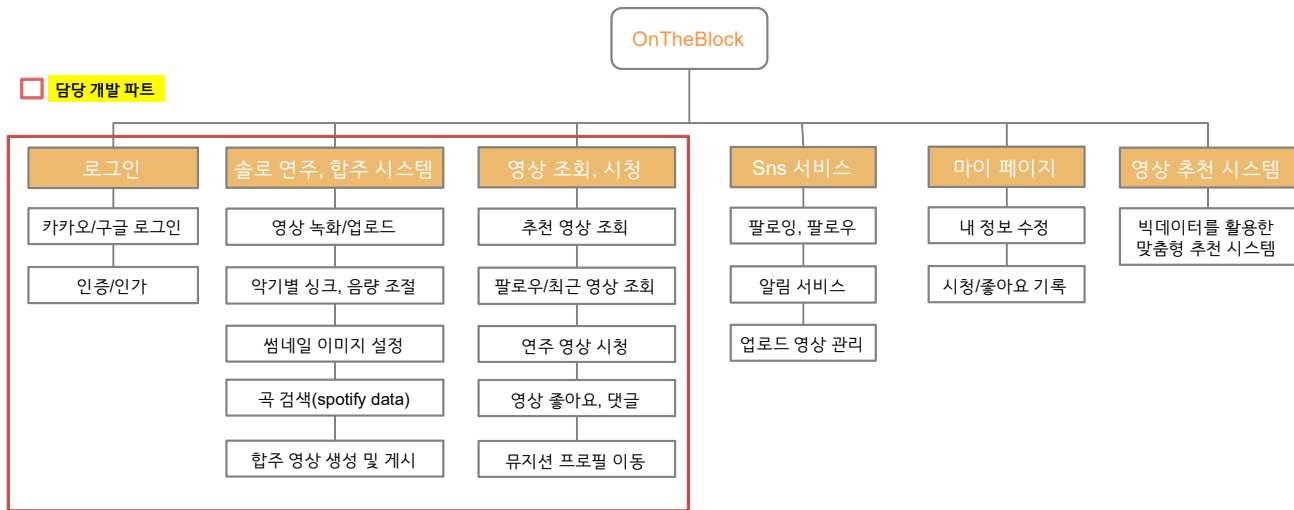 OnTheBlock
담당 개발 파트
로그인
카카오/구글 로그인
인증/인가
솔로 연주, 합주 시스템
영상 녹화/업로드
악기별 싱크, 음량 조절
썸네일 이미지 설정
곡 검색(spotify data)
합주 영상 생성 및 게시
영상 조회, 시청
추천 영상 조회
팔로우/최근 영상 조회
연주 영상 시청
영상 좋아요, 댓글
뮤지션 프로필 이동
Sns 서비스
팔로잉, 팔로우
알림 서비스
업로드 영상 관리
마이 페이지
내 정보 수정
시청/좋아요 기록
영상 추천 시스템
빅데이터를 활용한
맞춤형 추천 시스템